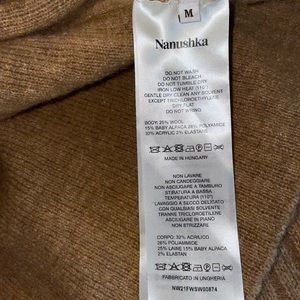 M
Nanushka
DO NOT WASH
DO NOT BLEACH
DO NOT TUMBLE DRY
IRON LOW HEAT (110°)
GENTLE DRY CLEAN ANY SOLVENT
EXCEPT TRICHLOROETHYLENE
DRY FLAT
DO NOT WRING
BODY: 25% WOOL
15% BABY ALPACA 26% POLYAMIDE
32% ACRYLIC 2% ELASTANE
MADE IN HUNGARY
NON LAVARE
NON CANDEGGIARE
NON ASCIUGARE A TAMBURO
STIRATURA A BASSA
TEMPERATURA (110°)
LAVAGGIO A SECCO DELICATO
CON QUALSIASI SOLVENTE
TRANNE TRICLOROETILENE
ASCIUGARE IN PIANO
NON STRIZZARE
CORPO: 32% ACRILICO
26% POLIAMMIDE
25% LANA 15% BABY ALPACA
2% ELASTAN
FABBRICATO IN UNGHERIA
NW21FWSW00874